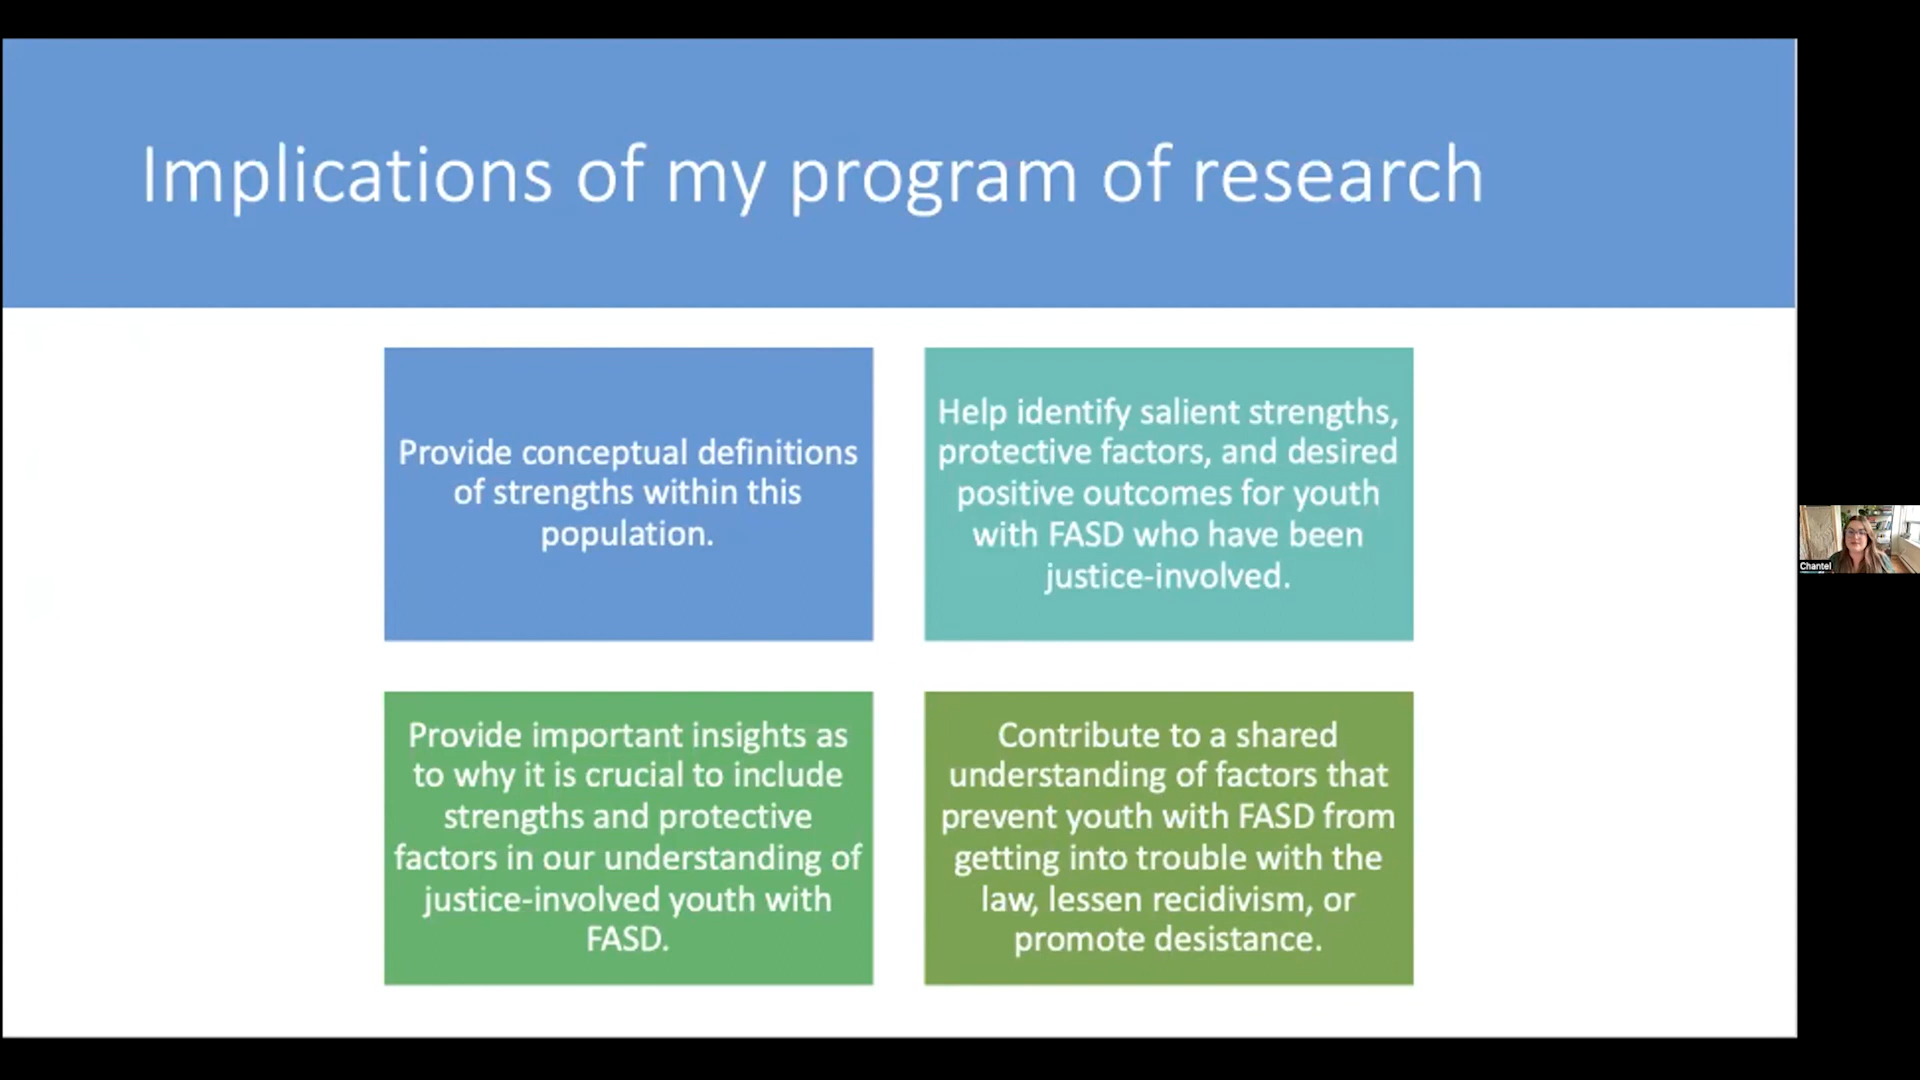 Implications of my program of research
Provide conceptual definitions
of strengths within this
population.
Help identify salient strengths,
protective factors, and desired
positive outcomes for youth
with FASD who have been
justice-involved.
Provide important insights as
to why it is crucial to include
strengths and protective
factors in our understanding of
justice-involved youth with
FASD.
Contribute to a shared
understanding of factors that
prevent youth with FASD from
getting into trouble with the
law, lessen recidivism, or
promote desistance.
Chantel